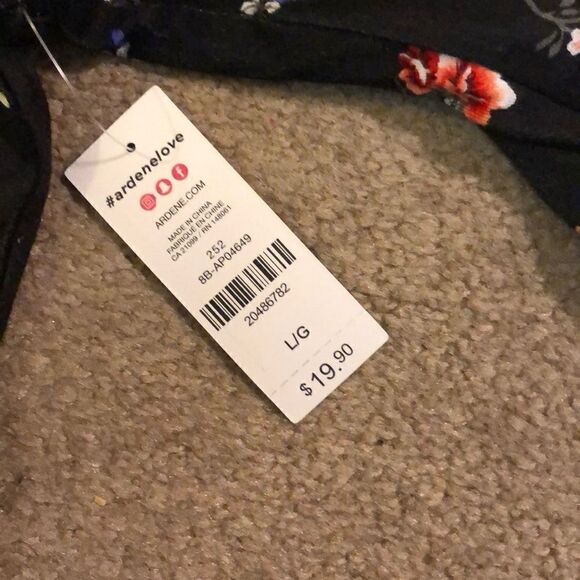 #ardenelove
ARDENE.COM
MADE IN CHINA
FABRIQUÉ EN CHINE
CA 21099 / RN 148061
252
8B-AP04649
20486782
L/G
$19.90